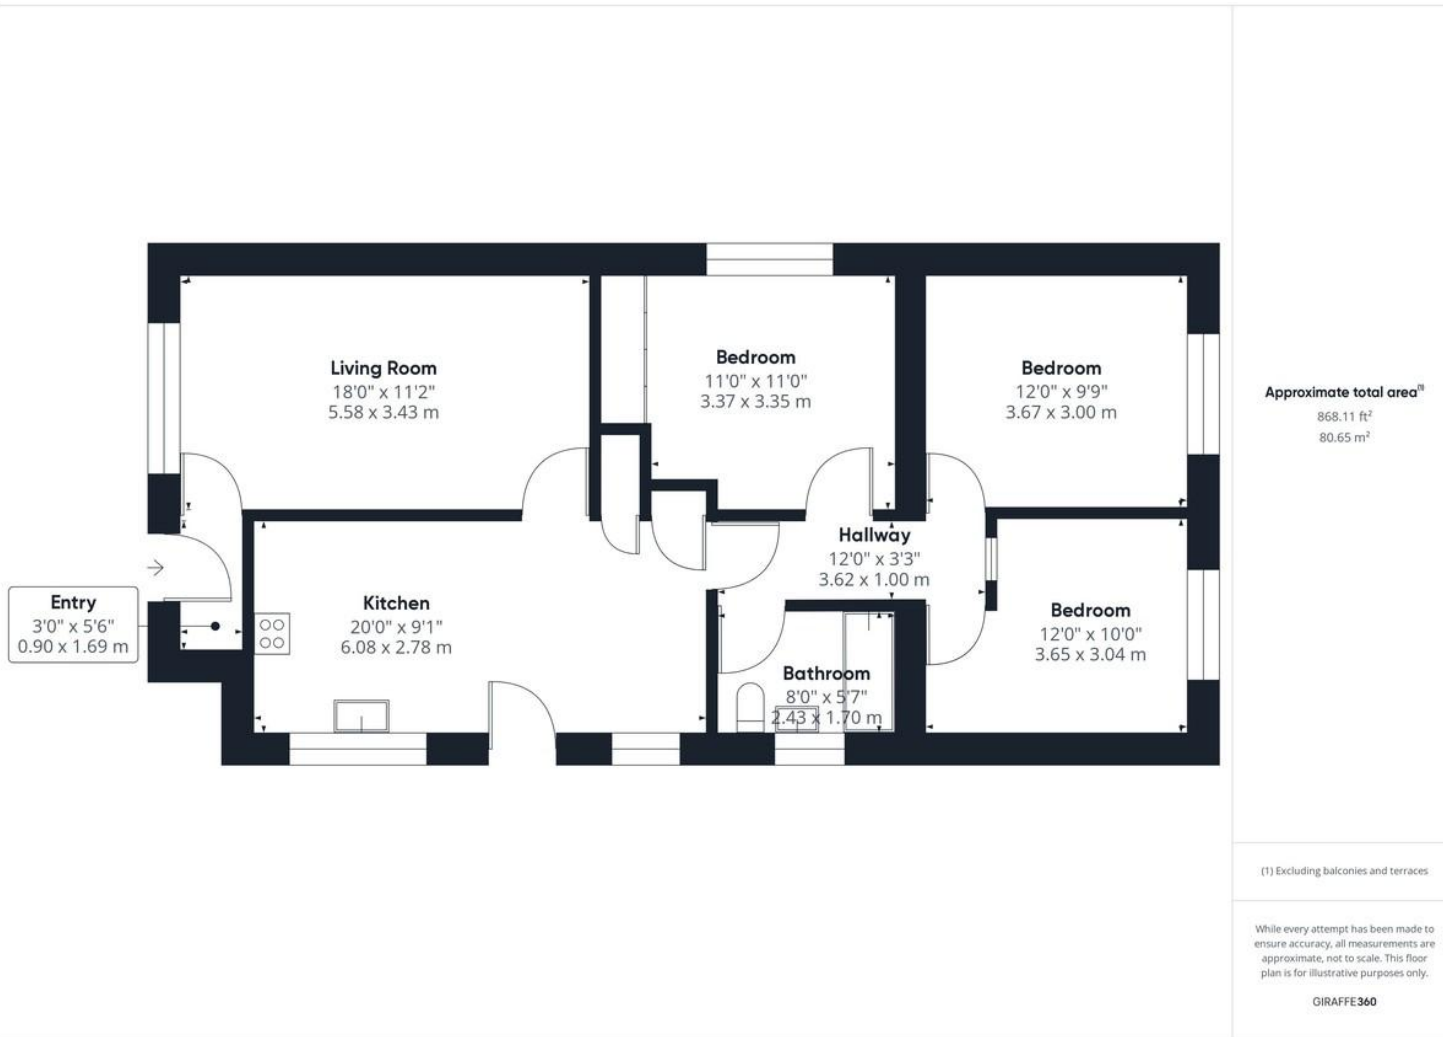 Living Room
18'0" x 11'2"
5.58 x 3.43 m
Bedroom
11'0" x 11'0"
3.37 x 3.35 m
Bedroom
12'0" x 9'9"
3.67 x 3.00 m
Hallway
12'0" x 3'3"
3.62 x 1.00 m
Entry
3'0" x 5'6"
0.90 x 1.69 m
Kitchen
20'0" x 9'1"
6.08 x 2.78 m
Bathroom
8'0" x 5'7"
2.43 x 1.70 m
Bedroom
12'0" x 10'0"
3.65 x 3.04 m
Approximate total area⁽¹⁾
868.11 ft²
80.65 m²
(1) Excluding balconies and terraces
While every attempt has been made to
ensure accuracy, all measurements are
approximate, not to scale. This floor
plan is for illustrative purposes only.
GIRAFFE360